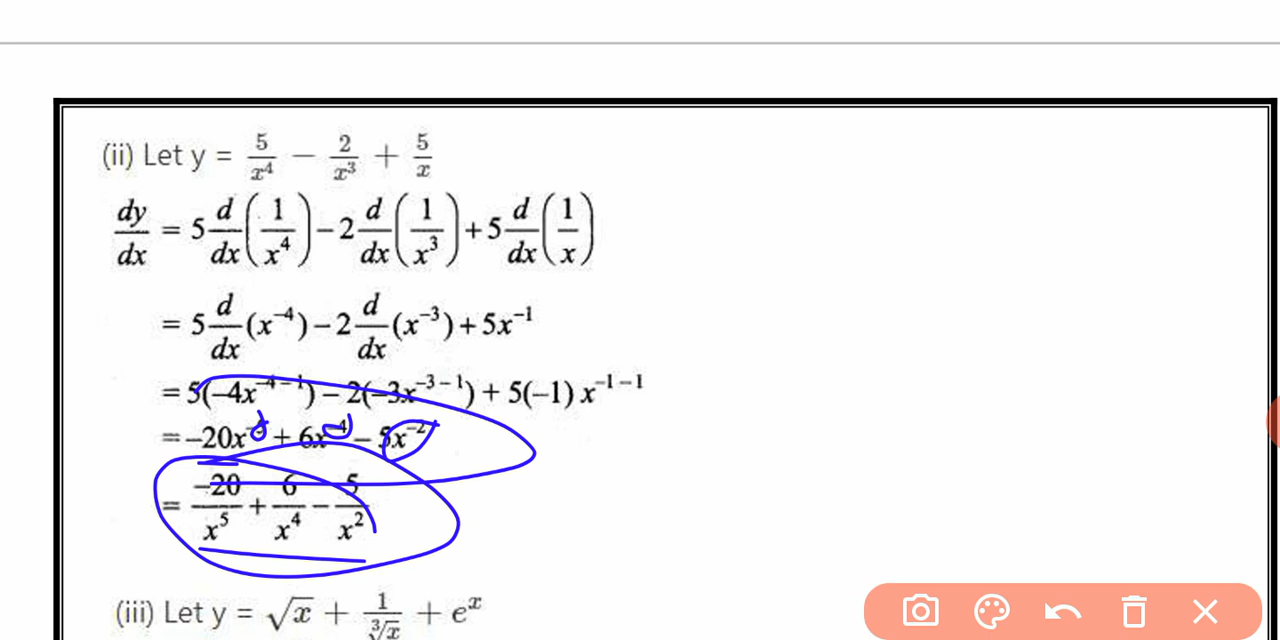 (ii) Let y = 5/x⁴ − 2/x³ + 5/x
dy/dx = 5 d/dx (1/x⁴) − 2 d/dx (1/x³) + 5 d/dx (1/x)
= 5 d/dx (x⁻⁴) − 2 d/dx (x⁻³) + 5x⁻¹
= 5(−4x⁻⁴⁻¹) − 2(−3x⁻³⁻¹) + 5(−1) x⁻¹⁻¹
= −20x + 6x⁻⁴ − 5x⁻²
= −20/x⁵ + 6/x⁴ − 5/x²
(iii) Let y = √x + 1/∛x + eˣ